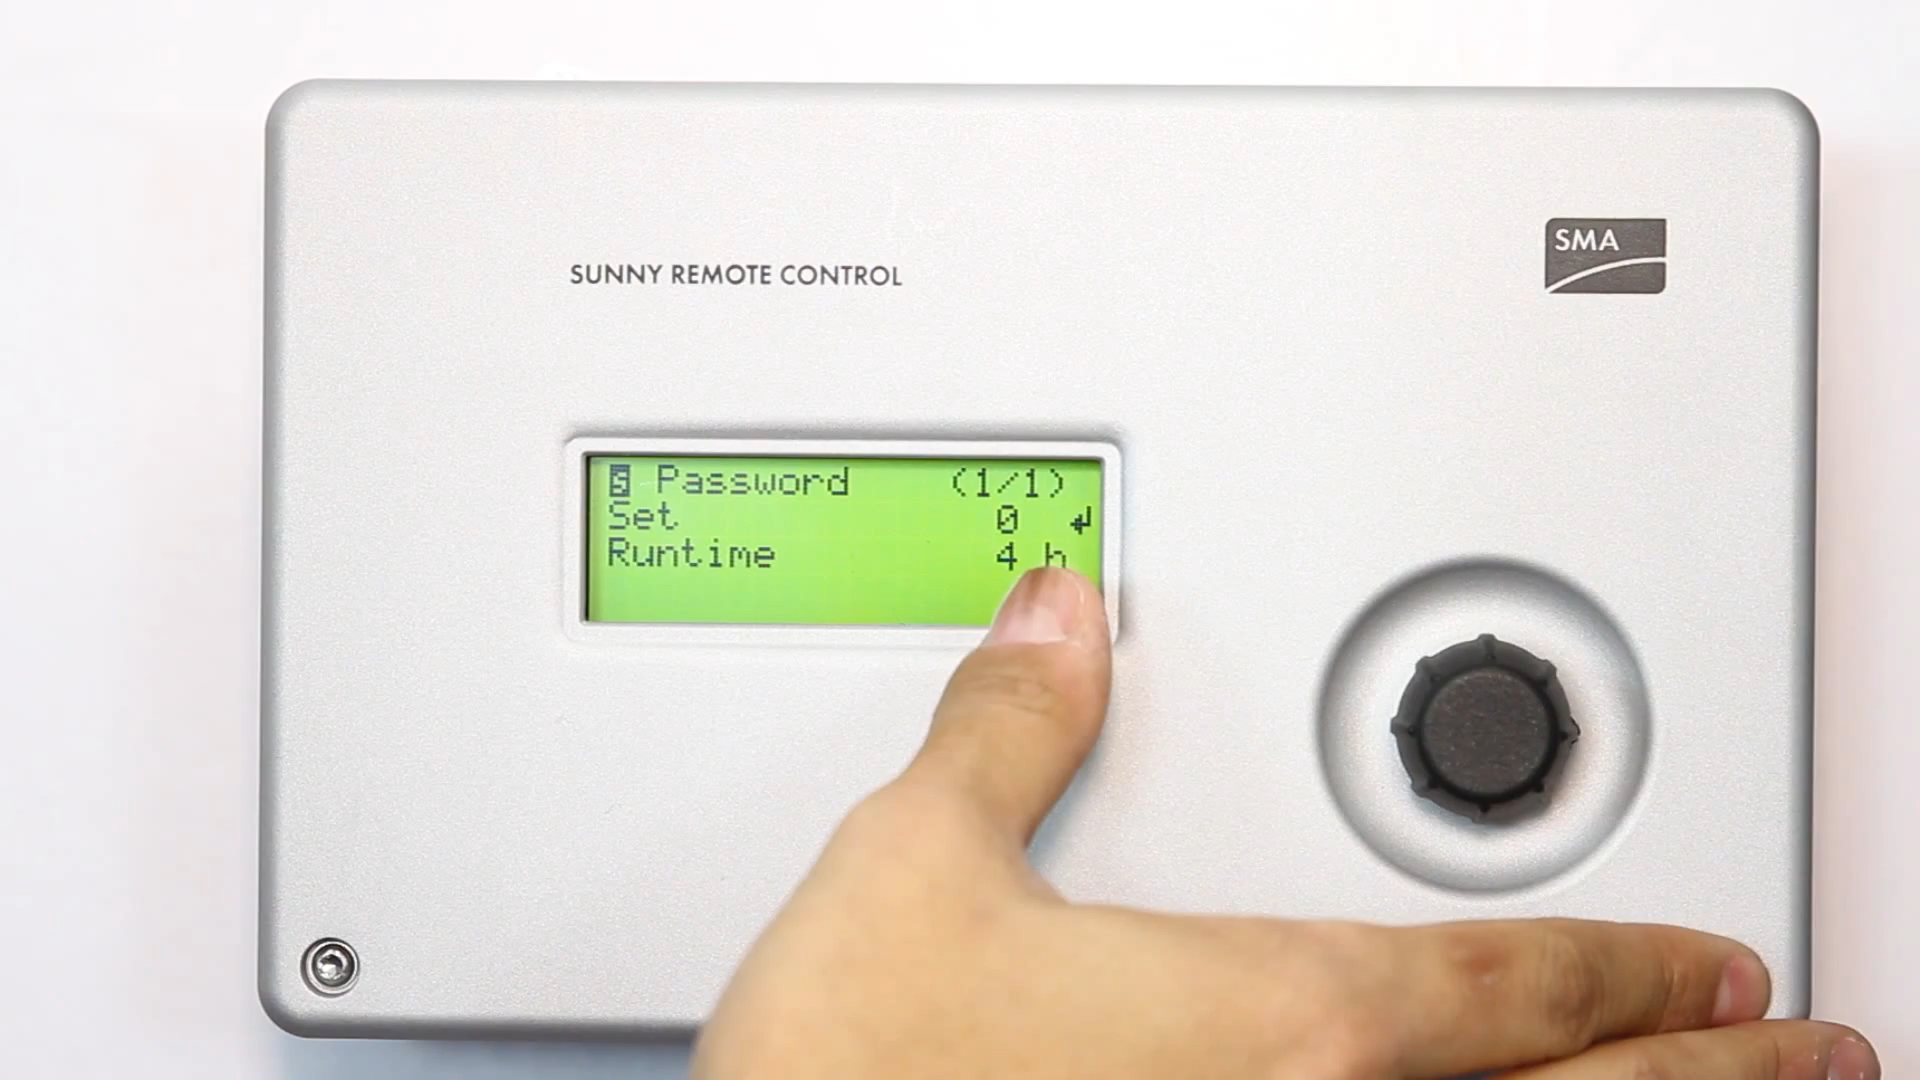 SMA
SUNNY REMOTE CONTROL
S Password (1/1)
Set 0 ↵
Runtime 4 h